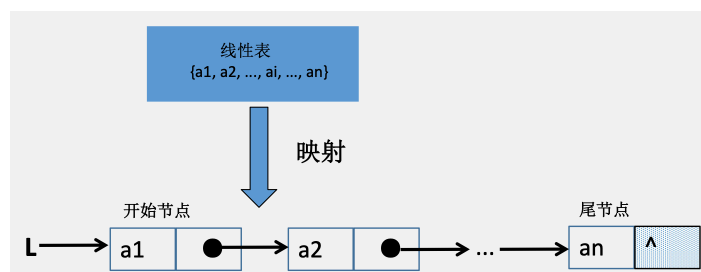 线性表
{a1, a2, ..., ai, ..., an}
映射
开始节点
尾节点
L
a1
a2
...
an
^